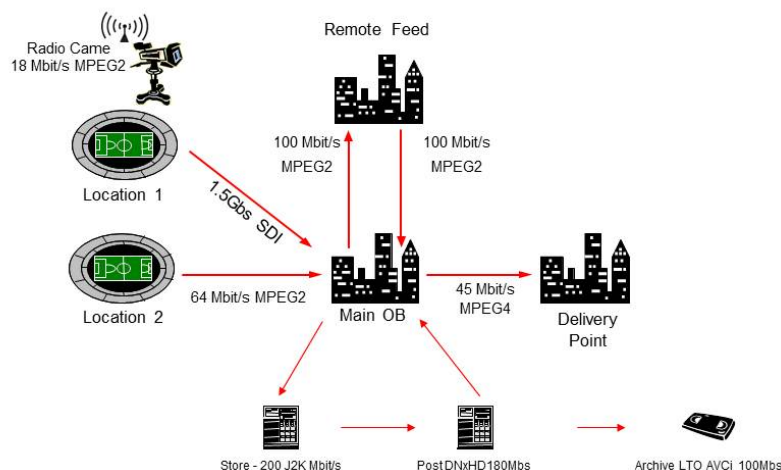 Remote Feed
Radio Came
18 Mbit/s MPEG2
100 Mbit/s
MPEG2
100 Mbit/s
MPEG2
Location 1
1.5Gbs SDI
64 Mbit/s MPEG2
Location 2
Main OB
45 Mbit/s
MPEG4
Delivery
Point
Store - 200 J2K Mbit/s
Post DNxHD180Mbs
Archive LTO AVCi 100Mbs